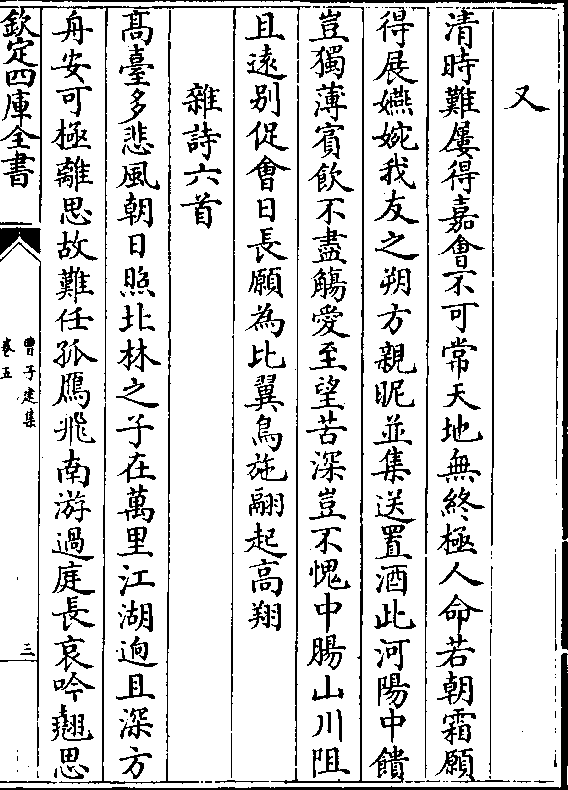 又
清時難屢得嘉會不可常天地無終極人命若朝霜願
得展嬿婉我友之朔方親昵並集送置酒此河陽中饋
豈獨薄賔飲不盡觴愛至望苦深豈不愧中腸山川阻
且逺别促會日長願為比翼鳥施翮起高翔
雜詩六首
高臺多悲風朝日照北林之子在萬里江湖逈且深方
舟安可極離思故難任孤鴈飛南游過庭長哀吟翹思
欽定四庫全書
曹子建集
卷五
三